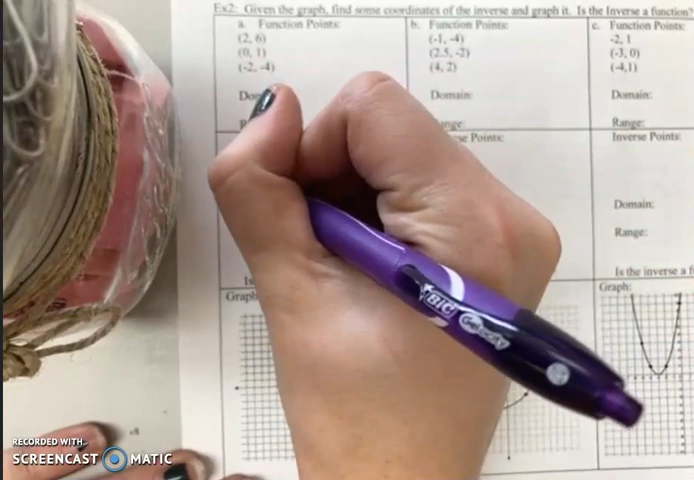 Ex2: Given the graph, find some coordinates of the inverse and graph it. Is the Inverse a function?
a. Function Points:
(2, 6)
(0, 1)
(-2, -4)
b. Function Points:
(-1, -4)
(2.5, -2)
(4, 2)
Domain:
c. Function Points:
-2, 1
(-3, 0)
(-4,1)
Domain:
Range:
Points:
Inverse Points:
Domain:
Range:
Is the inverse a
Graph:
Graph
BIC
Gelocity
RECORDED WITH
SCREENCAST MATIC